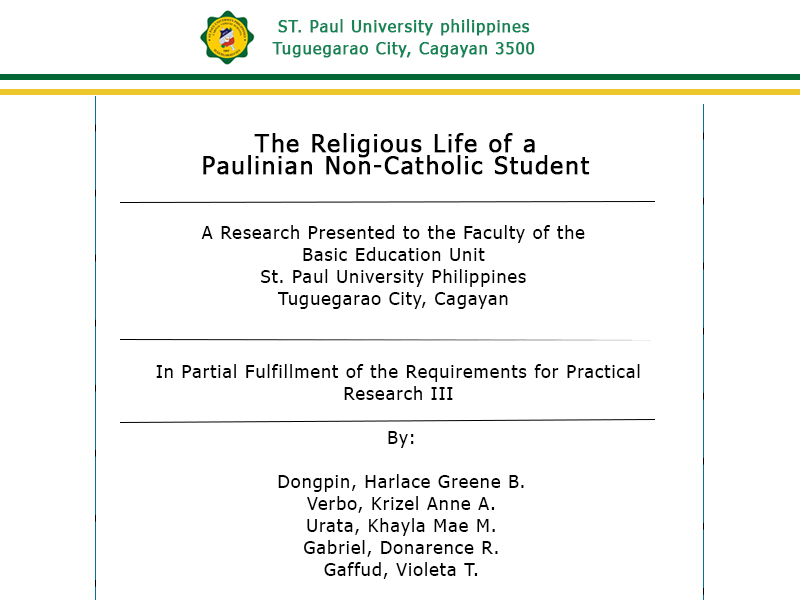 ST. Paul University philippines
Tuguegarao City, Cagayan 3500
The Religious Life of a
Paulinian Non-Catholic Student
A Research Presented to the Faculty of the
Basic Education Unit
St. Paul University Philippines
Tuguegarao City, Cagayan
In Partial Fulfillment of the Requirements for Practical
Research III
By:
Dongpin, Harlace Greene B.
Verbo, Krizel Anne A.
Urata, Khayla Mae M.
Gabriel, Donarence R.
Gaffud, Violeta T.